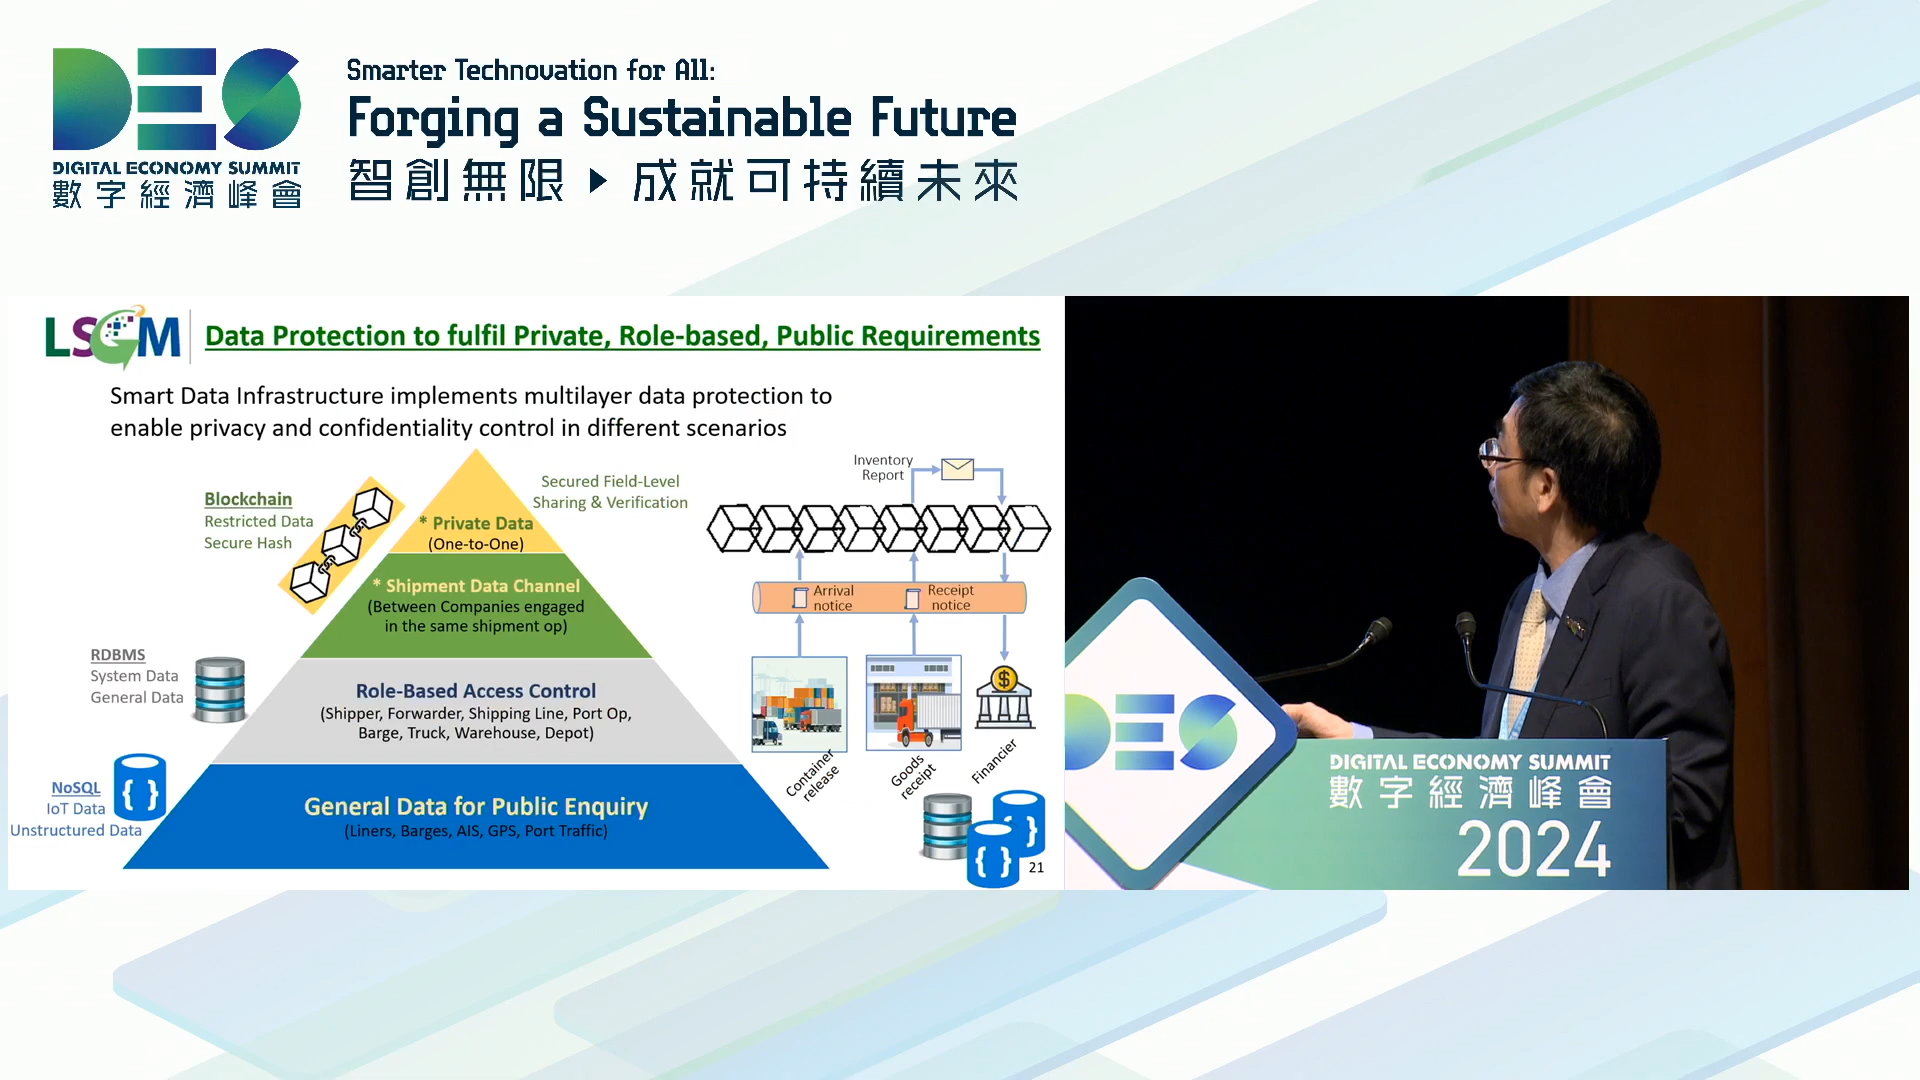 DES
DIGITAL ECONOMY SUMMIT
數字經濟峰會
Smarter Technovation for All:
Forging a Sustainable Future
智創無限 ▶ 成就可持續未來
LSCM
Data Protection to fulfil Private, Role-based, Public Requirements
Smart Data Infrastructure implements multilayer data protection to
enable privacy and confidentiality control in different scenarios
Blockchain
Restricted Data
Secure Hash
Secured Field-Level
Sharing & Verification
* Private Data
(One-to-One)
* Shipment Data Channel
(Between Companies engaged
in the same shipment op)
RDBMS
System Data
General Data
Role-Based Access Control
(Shipper, Forwarder, Shipping Line, Port Op,
Barge, Truck, Warehouse, Depot)
NoSQL
IoT Data
Unstructured Data
{ }
General Data for Public Enquiry
(Liners, Barges, AIS, GPS, Port Traffic)
Inventory
Report
Arrival
notice
Receipt
notice
$
Container
release
Goods
receipt
Financier
{ }
{ }
21
DES
DIGITAL ECONOMY SUMMIT
數字經濟峰會
2024